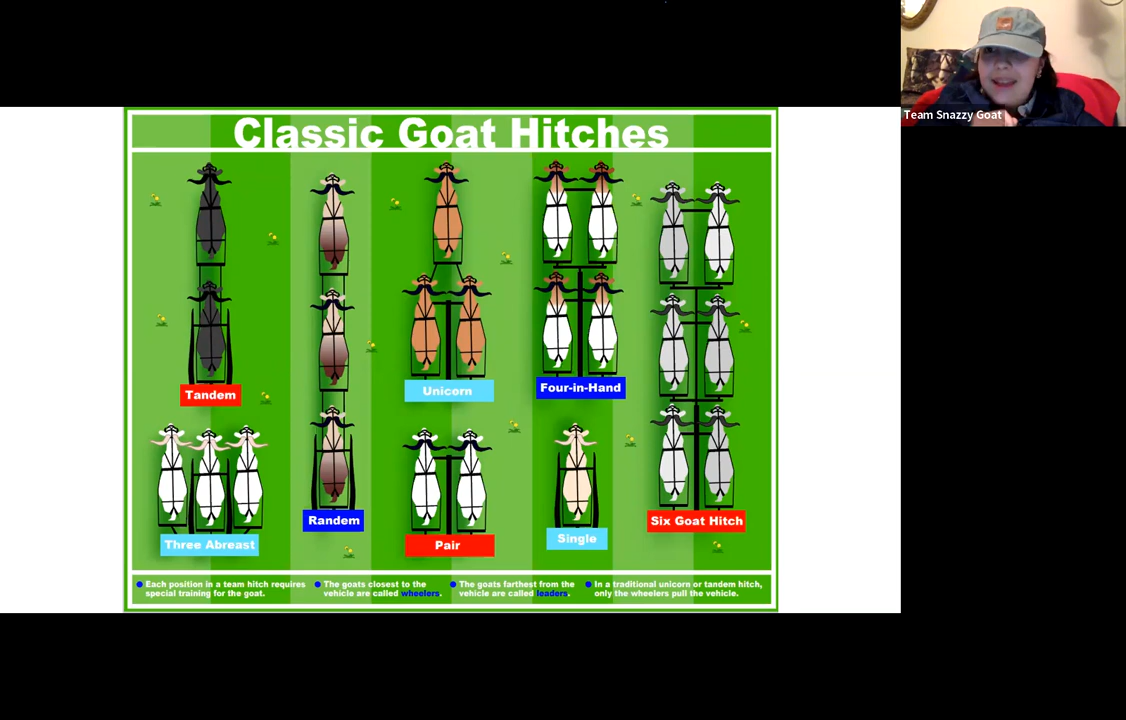 Team Snazzy Goat
Classic Goat Hitches
Tandem
Three Abreast
Randem
Unicorn
Pair
Four-in-Hand
Single
Six Goat Hitch
Each position in a team hitch requires
special training for the goat.
The goats closest to the
vehicle are called wheelers.
The goats farthest from the
vehicle are called leaders.
In a traditional unicorn or tandem hitch,
only the wheelers pull the vehicle.